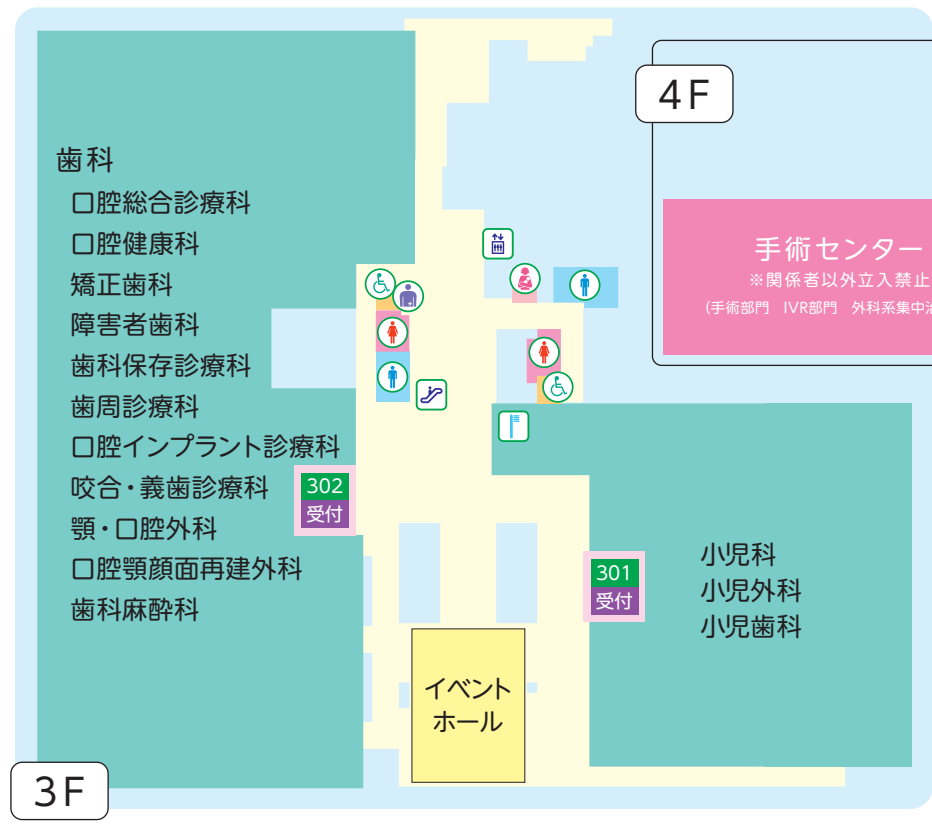 4F
手術センター
※関係者以外立入禁止
(手術部門 IVR部門 外科系集中治
歯科
口腔総合診療科
口腔健康科
矯正歯科
障害者歯科
歯科保存診療科
歯周診療科
口腔インプラント診療科
咬合・義歯診療科
顎・口腔外科
口腔顎顔面再建外科
歯科麻酔科
302
受付
301
受付
小児科
小児外科
小児歯科
イベント
ホール
3F